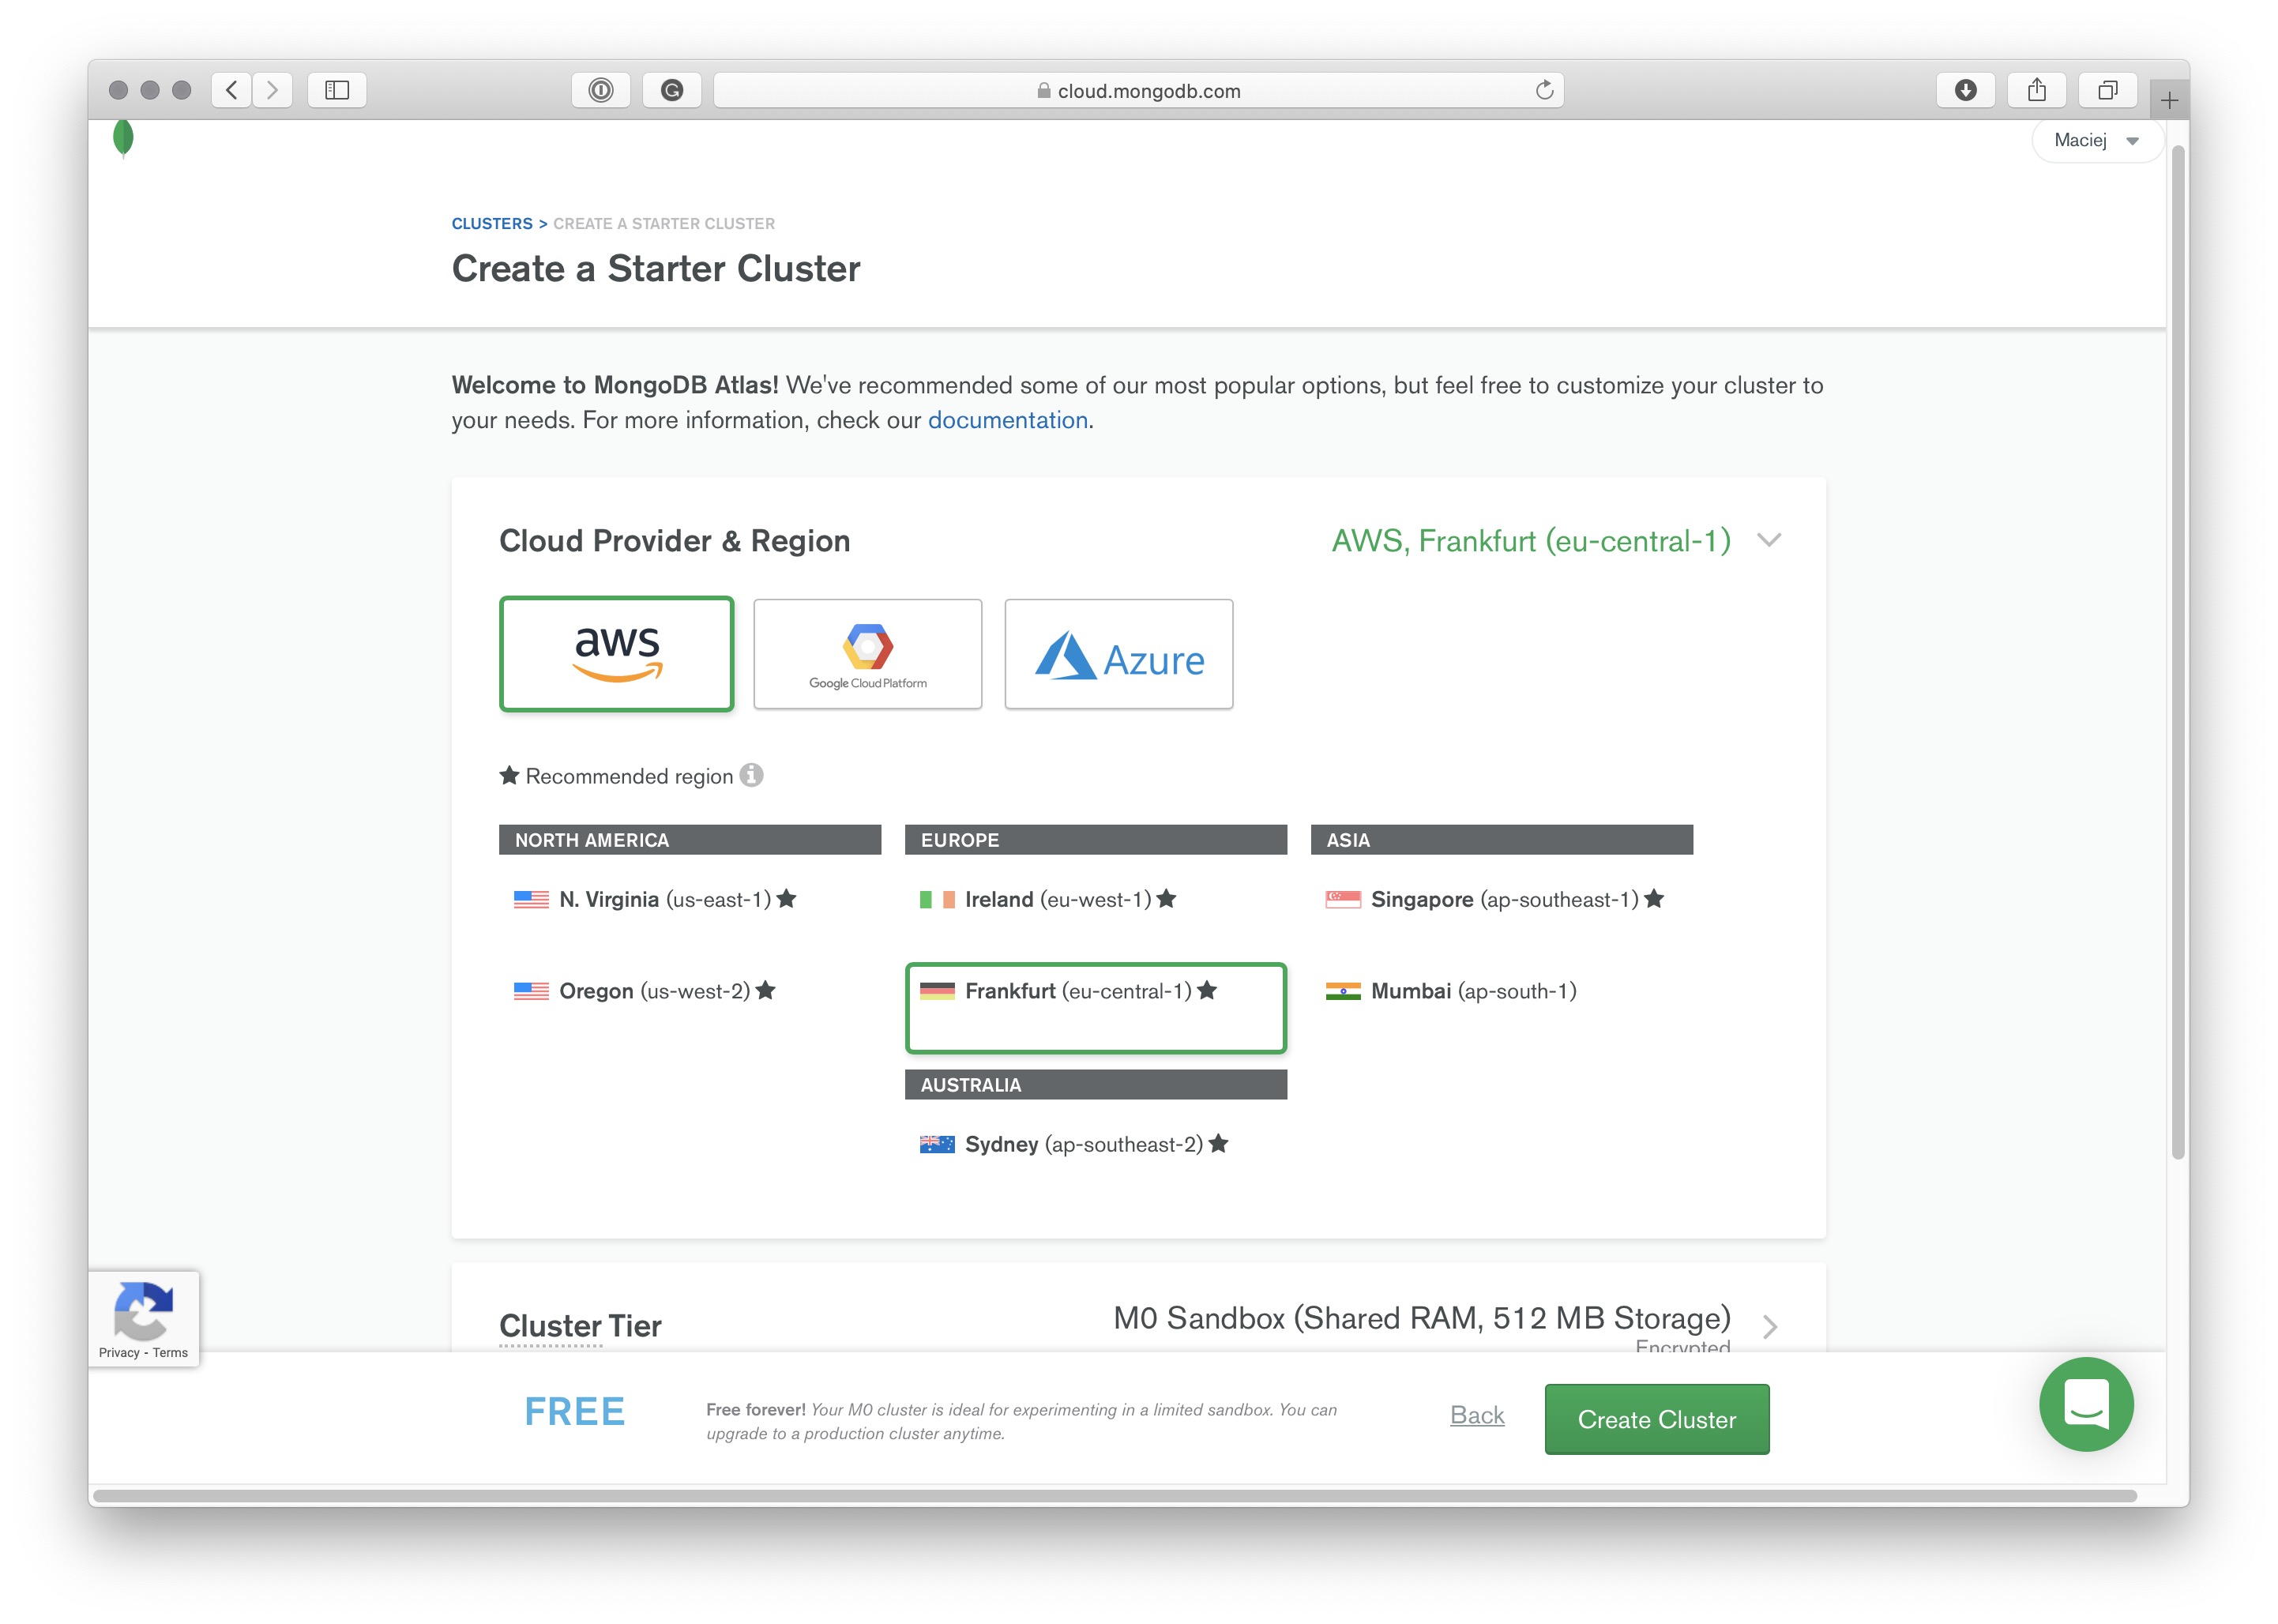 cloud.mongodb.com
Maciej
CLUSTERS > CREATE A STARTER CLUSTER
Create a Starter Cluster
Welcome to MongoDB Atlas! We've recommended some of our most popular options, but feel free to customize your cluster to
your needs. For more information, check our documentation.
Cloud Provider & Region
AWS, Frankfurt (eu-central-1)
aws
Google Cloud Platform
Azure
★ Recommended region
NORTH AMERICA
N. Virginia (us-east-1) ★
Oregon (us-west-2) ★
EUROPE
Ireland (eu-west-1) ★
Frankfurt (eu-central-1) ★
AUSTRALIA
Sydney (ap-southeast-2) ★
ASIA
Singapore (ap-southeast-1) ★
Mumbai (ap-south-1)
Cluster Tier
M0 Sandbox (Shared RAM, 512 MB Storage)
Encrypted
Privacy - Terms
FREE
Free forever! Your M0 cluster is ideal for experimenting in a limited sandbox. You can
upgrade to a production cluster anytime.
Back
Create Cluster